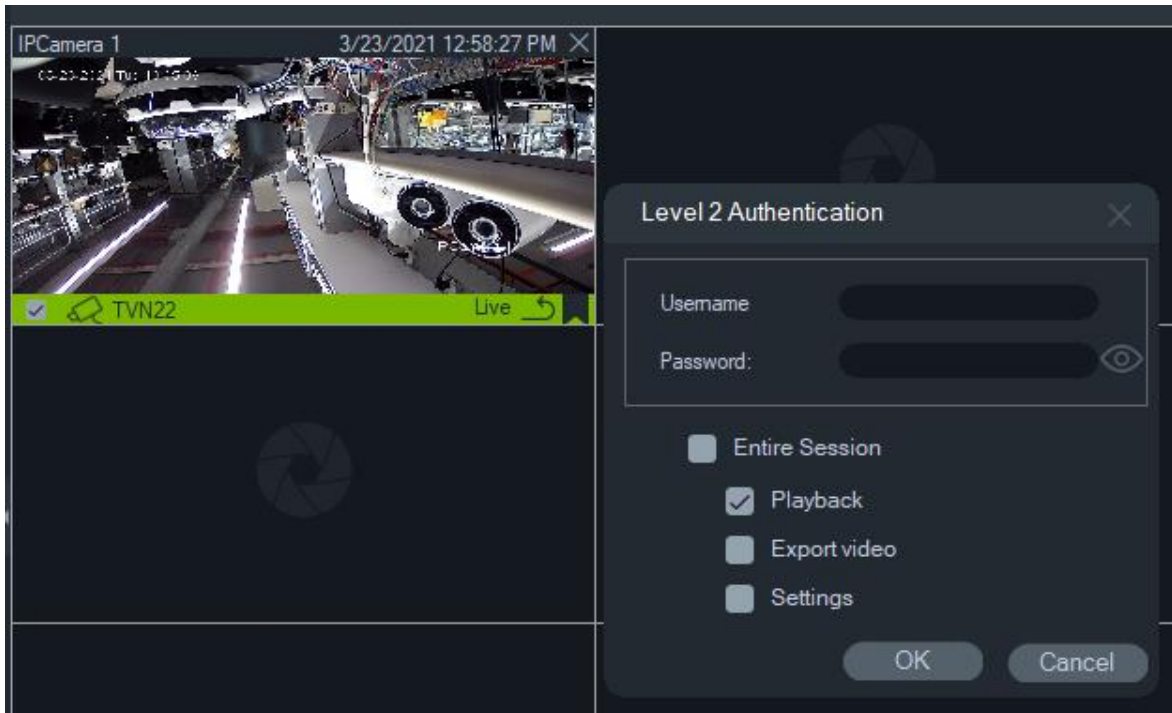 IPCamera 1 3/23/2021 12:58:27 PM
TVN22 Live
Level 2 Authentication
Username
Password:
Entire Session
Playback
Export video
Settings
OK Cancel